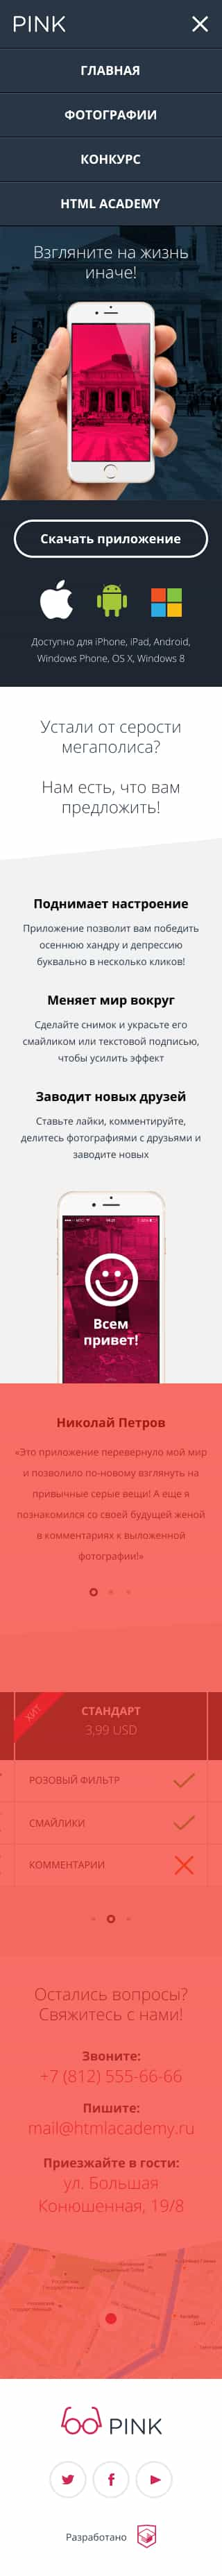 PINK
ГЛАВНАЯ
ФОТОГРАФИИ
КОНКУРС
HTML ACADEMY
Взгляните на жизнь
иначе!
Скачать приложение
Доступно для iPhone, iPad, Android,
Windows Phone, OS X, Windows 8
Устали от серости
мегаполиса?
Нам есть, что вам
предложить!
Поднимает настроение
Приложение позволит вам победить
осеннюю хандру и депрессию
буквально в несколько кликов!
Меняет мир вокруг
Сделайте снимок и украсьте его
смайликом или текстовой подписью,
чтобы усилить эффект
Заводит новых друзей
Ставьте лайки, комментируйте,
делитесь фотографиями с друзьями и
заводите новых
Всем
привет!
Николай Петров
«Это приложение перевернуло мой мир
и позволило по-новому взглянуть на
привычные серые вещи! А еще я
познакомился со своей будущей женой
в комментариях к выложенной
фотографии!»
ХИТ
СТАНДАРТ
3,99 USD
РОЗОВЫЙ ФИЛЬТР
СМАЙЛИКИ
КОММЕНТАРИИ
Остались вопросы?
Свяжитесь с нами!
Звоните:
+7 (812) 555-66-66
Пишите:
mail@htmlacademy.ru
Приезжайте в гости:
ул. Большая
Конюшенная, 19/8
PINK
Разработано